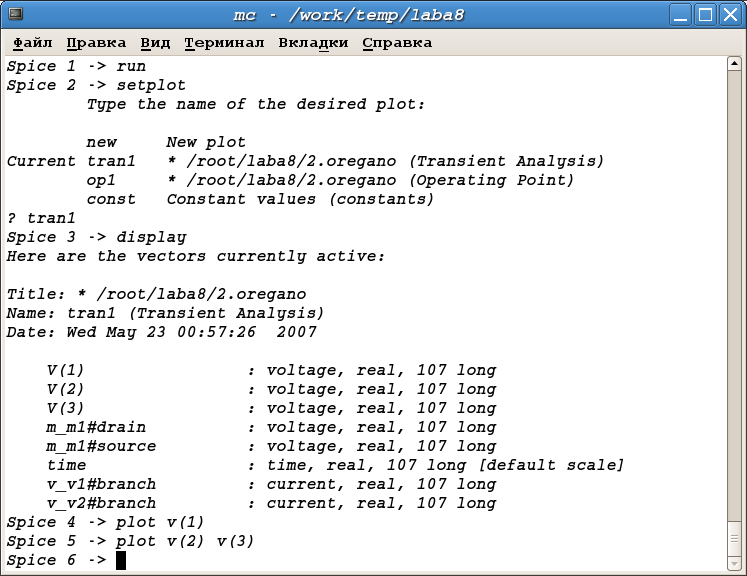 mc - /work/temp/laba8
Файл Правка Вид Терминал Вкладки Справка
Spice 1 -> run
Spice 2 -> setplot
        Type the name of the desired plot:

        new     New plot
Current tran1   * /root/laba8/2.oregano (Transient Analysis)
        op1     * /root/laba8/2.oregano (Operating Point)
        const   Constant values (constants)
? tran1
Spice 3 -> display
Here are the vectors currently active:

Title: * /root/laba8/2.oregano
Name: tran1 (Transient Analysis)
Date: Wed May 23 00:57:26  2007

    V(1)                : voltage, real, 107 long
    V(2)                : voltage, real, 107 long
    V(3)                : voltage, real, 107 long
    m_m1#drain          : voltage, real, 107 long
    m_m1#source         : voltage, real, 107 long
    time                : time, real, 107 long [default scale]
    v_v1#branch         : current, real, 107 long
    v_v2#branch         : current, real, 107 long
Spice 4 -> plot v(1)
Spice 5 -> plot v(2) v(3)
Spice 6 ->